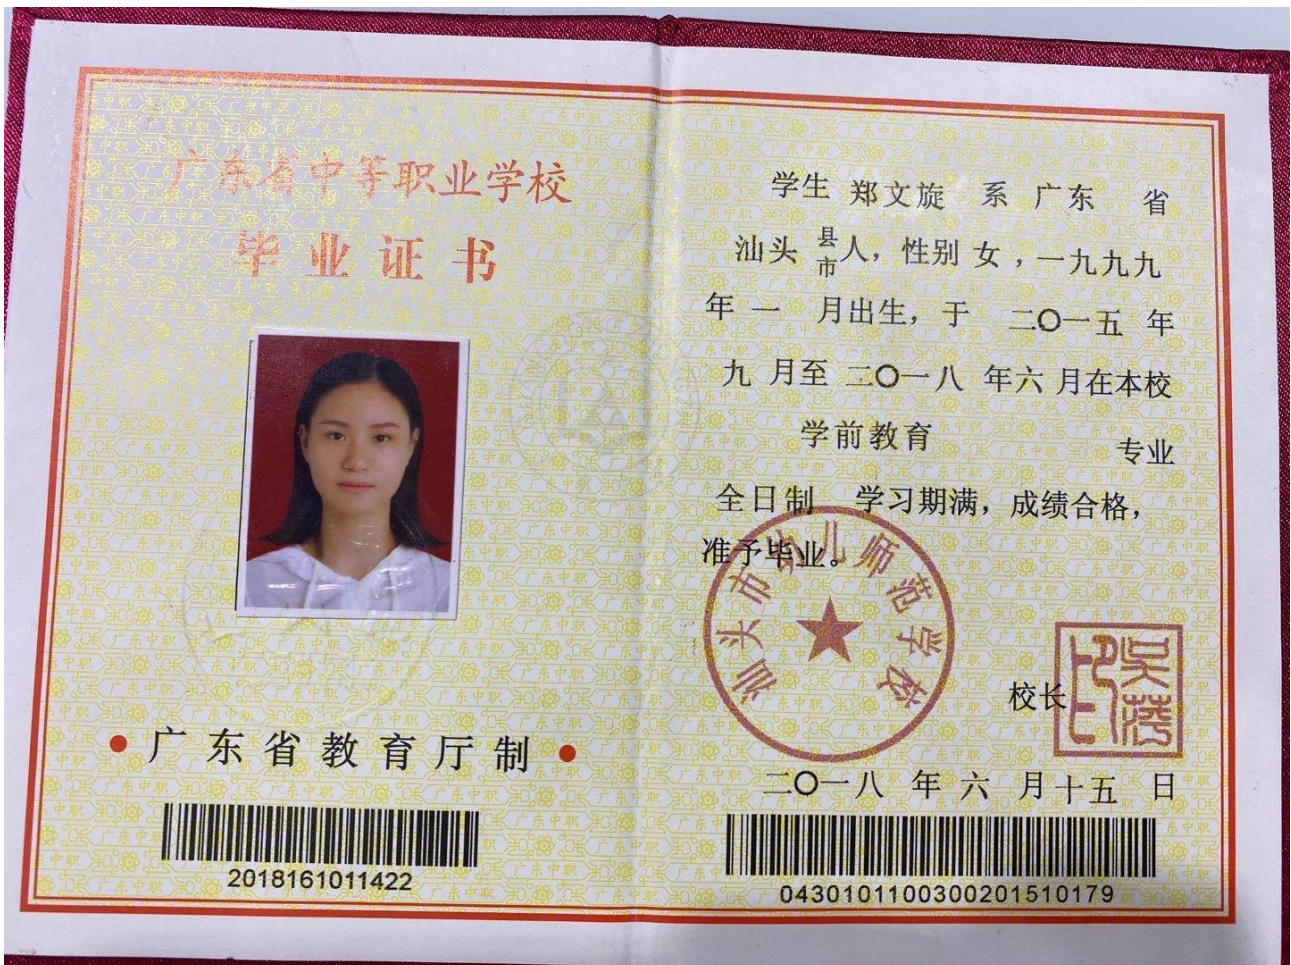 广东省中等职业学校
毕业证书
广东省教育厅制
2018161011422
学生 郑文旋 系 广东 省
汕头 县市人，性别 女，一九九九
年 一 月出生，于 二〇一五 年
九 月至 二〇一八 年六 月在本校
学前教育 专业
全日制 学习期满，成绩合格，
准予毕业。
汕头市幼儿师范学校
校长
二〇一八 年 六 月十五 日
0430101100300201510179